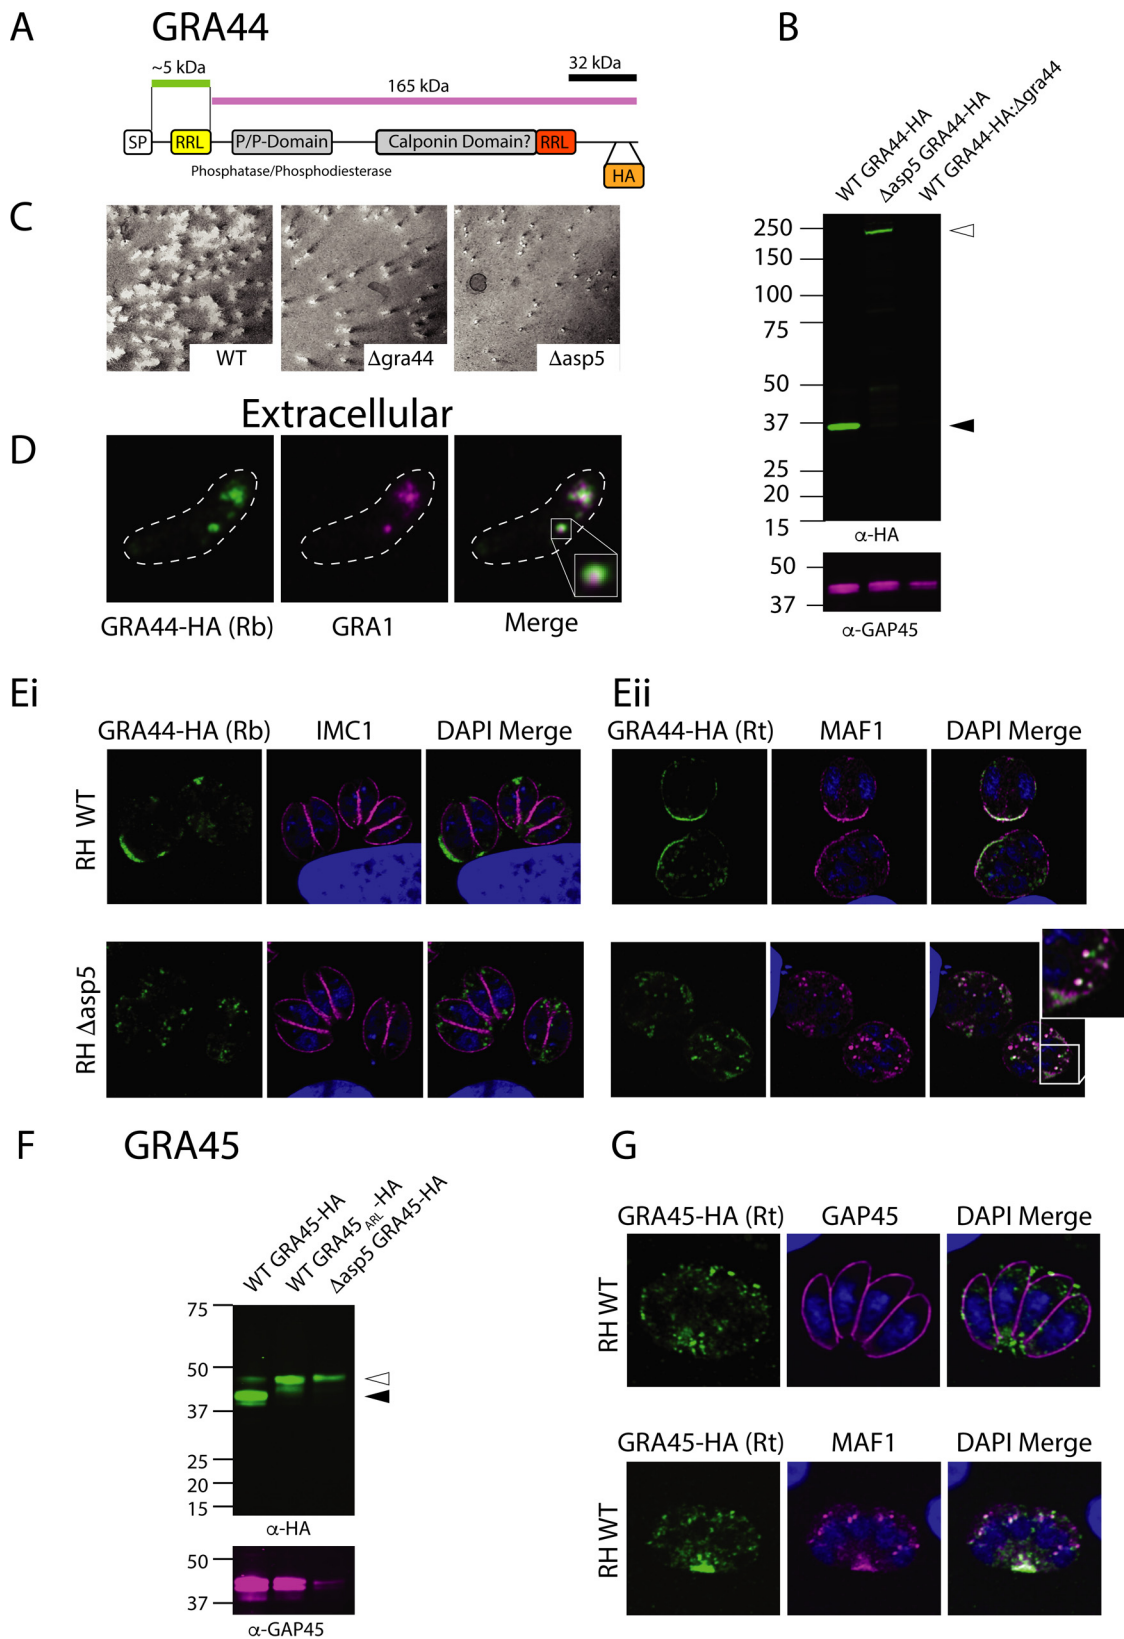 A
GRA44
~5 kDa
32 kDa
165 kDa
SP
RRL
P/P-Domain
Calponin Domain?
RRL
Phosphatase/Phosphodiesterase
HA
B
WT GRA44-HA
Δasp5 GRA44-HA
WT GRA44-HA:Δgra44
250
150
100
75
50
37
25
20
15
α-HA
50
37
α-GAP45
C
WT
Δgra44
Δasp5
Extracellular
D
GRA44-HA (Rb)
GRA1
Merge
Ei
GRA44-HA (Rb)
IMC1
DAPI Merge
RH WT
RH Δasp5
Eii
GRA44-HA (Rt)
MAF1
DAPI Merge
F
GRA45
WT GRA45-HA
WT GRA45ARL-HA
Δasp5 GRA45-HA
75
50
37
25
20
15
α-HA
50
37
α-GAP45
G
GRA45-HA (Rt)
GAP45
DAPI Merge
RH WT
GRA45-HA (Rt)
MAF1
DAPI Merge
RH WT